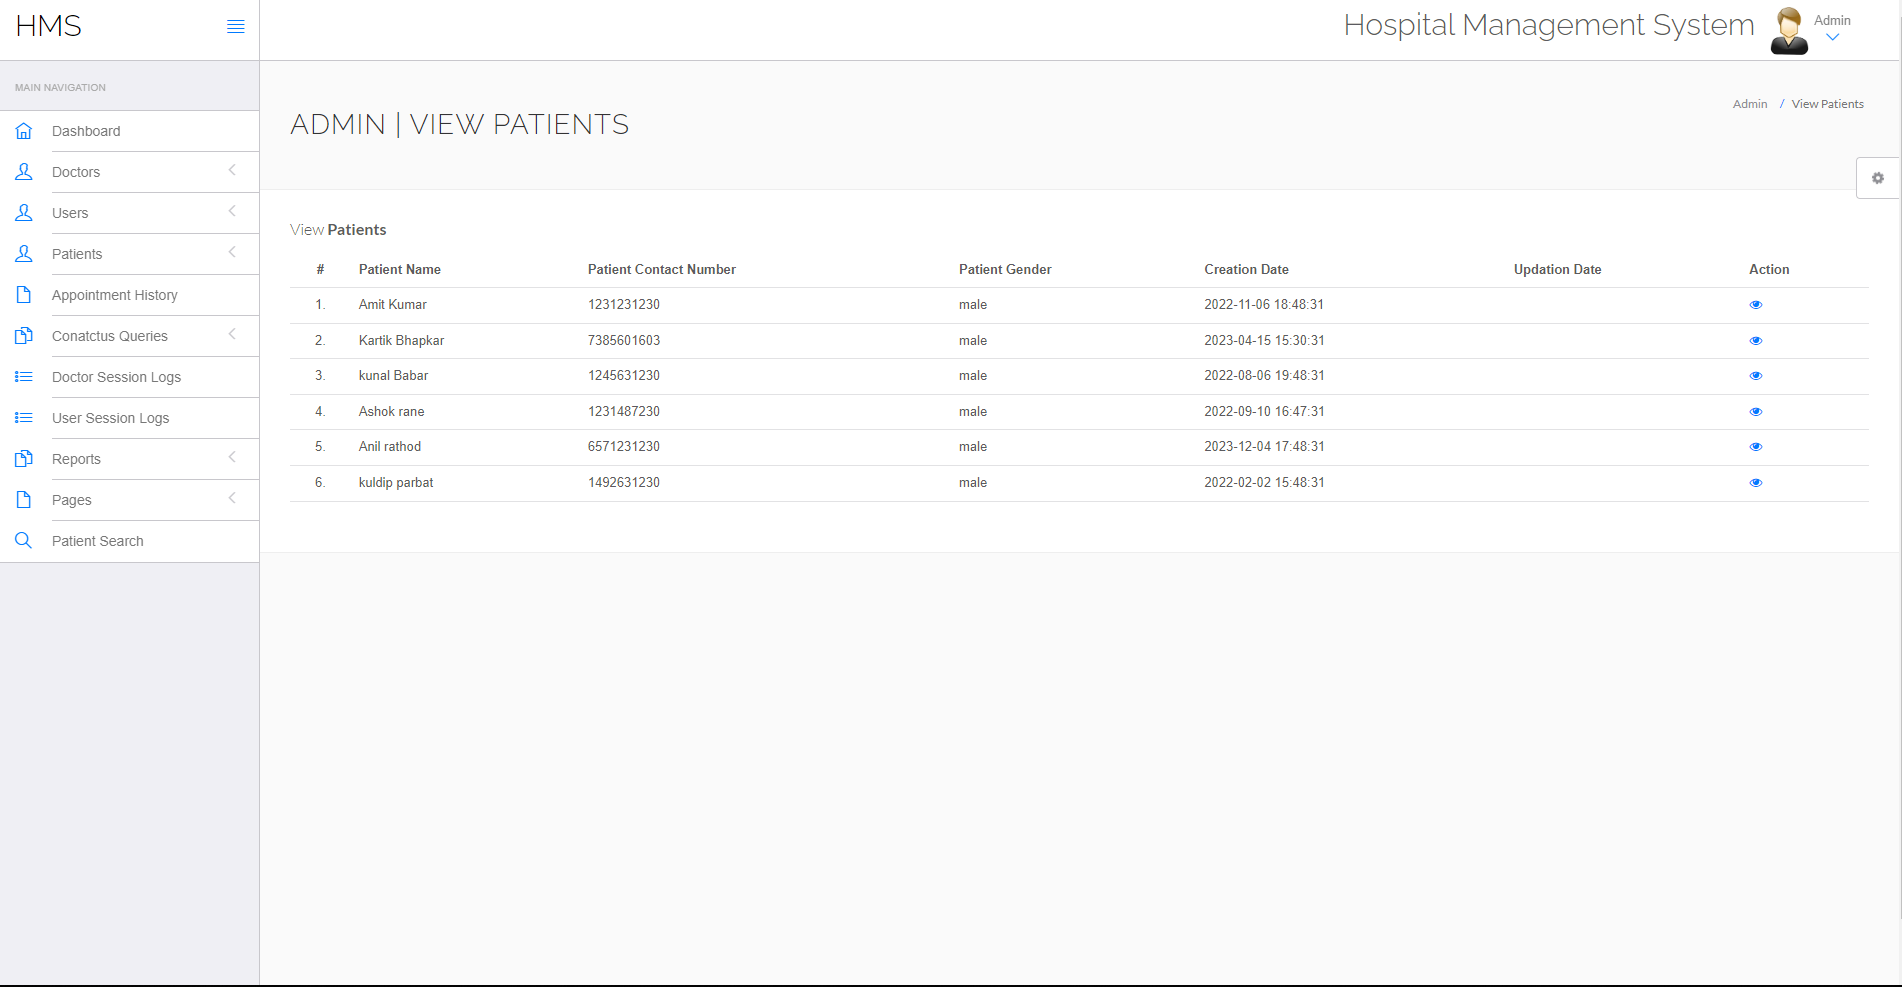 HMS
Hospital Management System
Admin
MAIN NAVIGATION
Dashboard
Doctors
Users
Patients
Appointment History
Conatctus Queries
Doctor Session Logs
User Session Logs
Reports
Pages
Patient Search
ADMIN | VIEW PATIENTS
Admin / View Patients
View Patients
# Patient Name Patient Contact Number Patient Gender Creation Date Updation Date Action
1. Amit Kumar 1231231230 male 2022-11-06 18:48:31
2. Kartik Bhapkar 7385601603 male 2023-04-15 15:30:31
3. kunal Babar 1245631230 male 2022-08-06 19:48:31
4. Ashok rane 1231487230 male 2022-09-10 16:47:31
5. Anil rathod 6571231230 male 2023-12-04 17:48:31
6. kuldip parbat 1492631230 male 2022-02-02 15:48:31